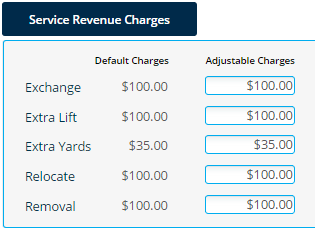 Service Revenue Charges
Default Charges Adjustable Charges
Exchange $100.00 $100.00
Extra Lift $100.00 $100.00
Extra Yards $35.00 $35.00
Relocate $100.00 $100.00
Removal $100.00 $100.00